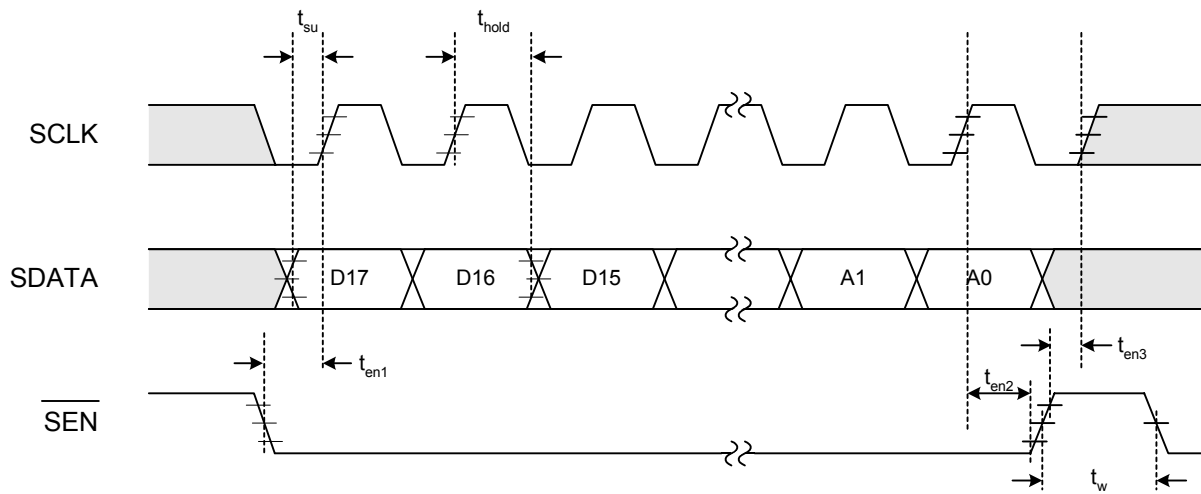 t_su
t_hold
SCLK
SDATA
D17
D16
D15
A1
A0
t_en1
t_en2
t_en3
SEN
t_w